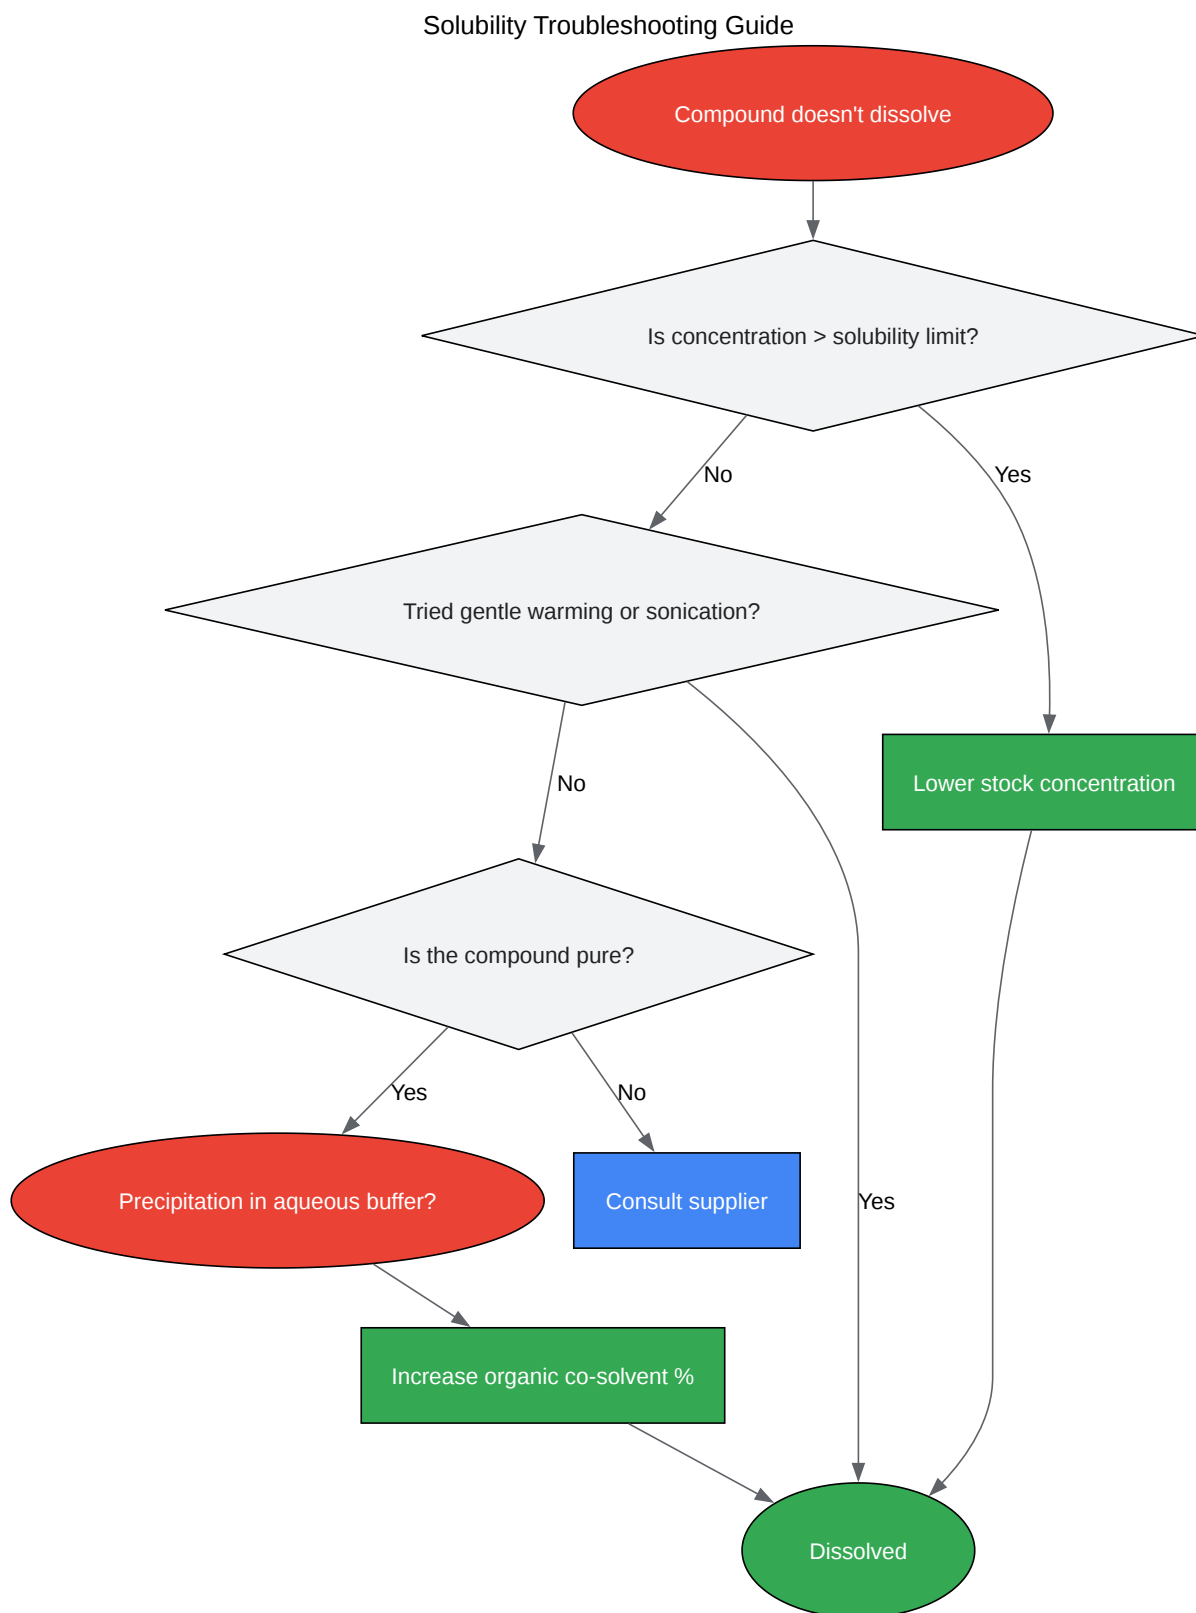 Solubility Troubleshooting Guide
Compound doesn't dissolve
Is concentration > solubility limit?
No
Yes
Tried gentle warming or sonication?
No
Lower stock concentration
Is the compound pure?
Yes
No
Precipitation in aqueous buffer?
Consult supplier
Yes
Increase organic co-solvent %
Dissolved